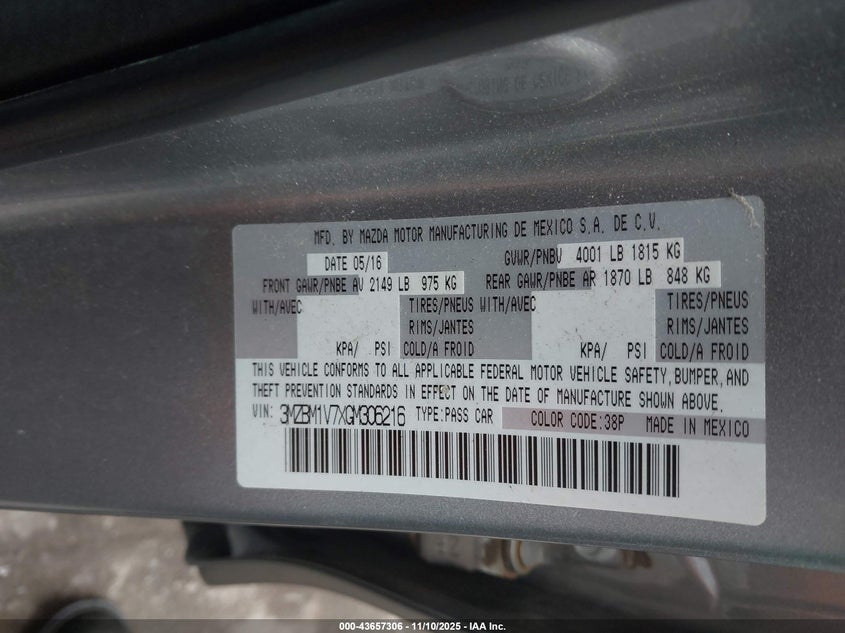 MFD. BY MAZDA MOTOR MANUFACTURING DE MEXICO S.A. DE C.V.
DATE 05/16 GVWR/PNBV 4001 LB 1815 KG
FRONT GAWR/PNBE AV 2149 LB 975 KG REAR GAWR/PNBE AR 1870 LB 848 KG
WITH/AVEC TIRES/PNEUS WITH/AVEC TIRES/PNEUS
RIMS/JANTES RIMS/JANTES
KPA/ PSI COLD/A FROID KPA/ PSI COLD/A FROID
THIS VEHICLE CONFORMS TO ALL APPLICABLE FEDERAL MOTOR VEHICLE SAFETY, BUMPER, AND
THEFT PREVENTION STANDARDS IN EFFECT ON THE DATE OF MANUFACTURE SHOWN ABOVE.
VIN: 3MZBM1V7XGM306216 TYPE:PASS CAR COLOR CODE:38P MADE IN MEXICO
000-43657306 - 11/10/2025 - IAA Inc.